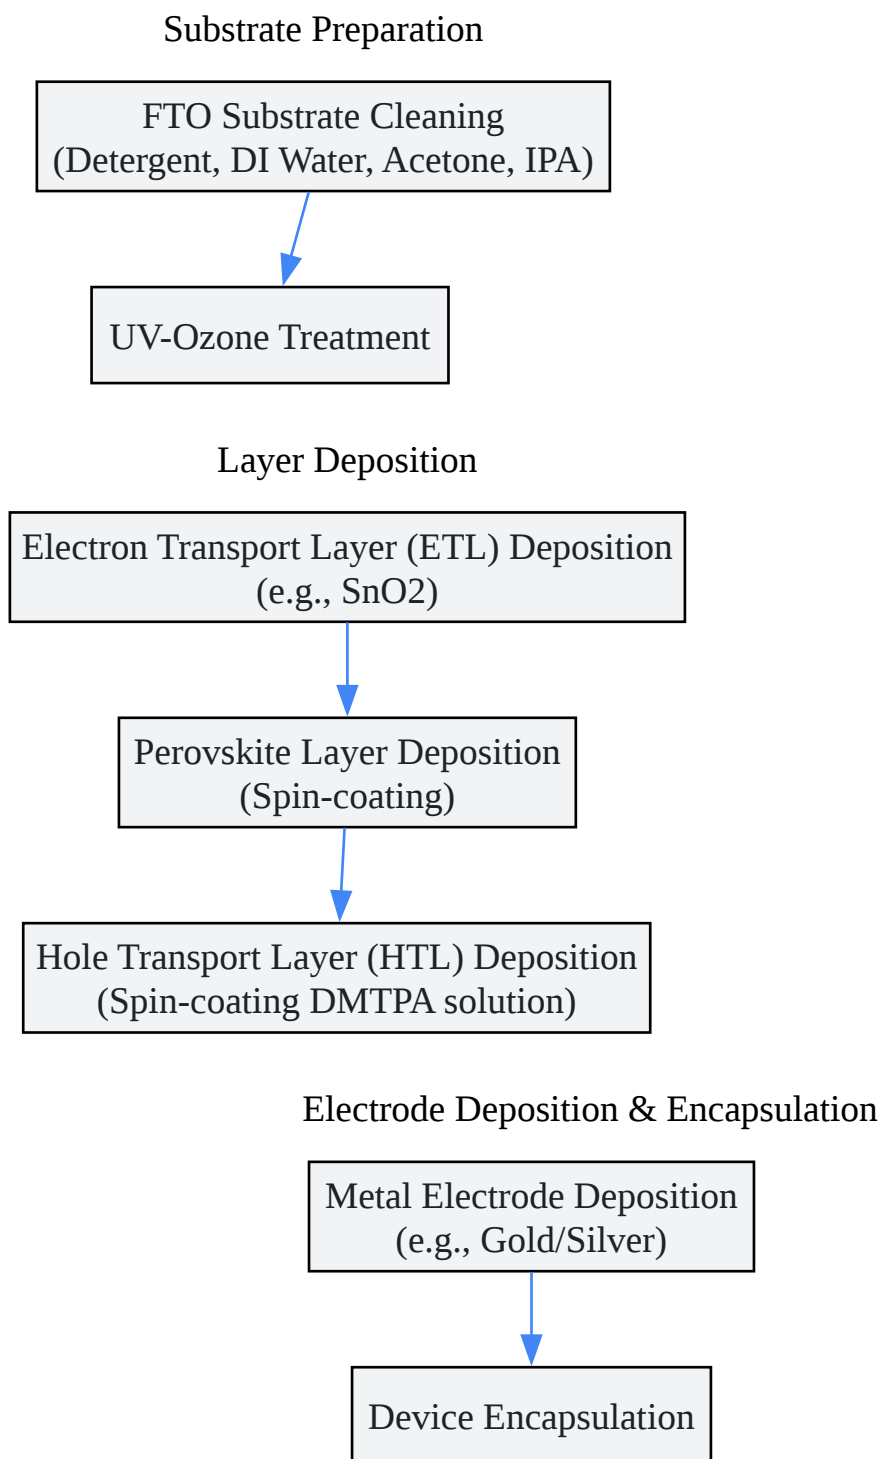 Substrate Preparation
FTO Substrate Cleaning
(Detergent, DI Water, Acetone, IPA)
UV-Ozone Treatment
Layer Deposition
Electron Transport Layer (ETL) Deposition
(e.g., SnO2)
Perovskite Layer Deposition
(Spin-coating)
Hole Transport Layer (HTL) Deposition
(Spin-coating DMTPA solution)
Electrode Deposition & Encapsulation
Metal Electrode Deposition
(e.g., Gold/Silver)
Device Encapsulation